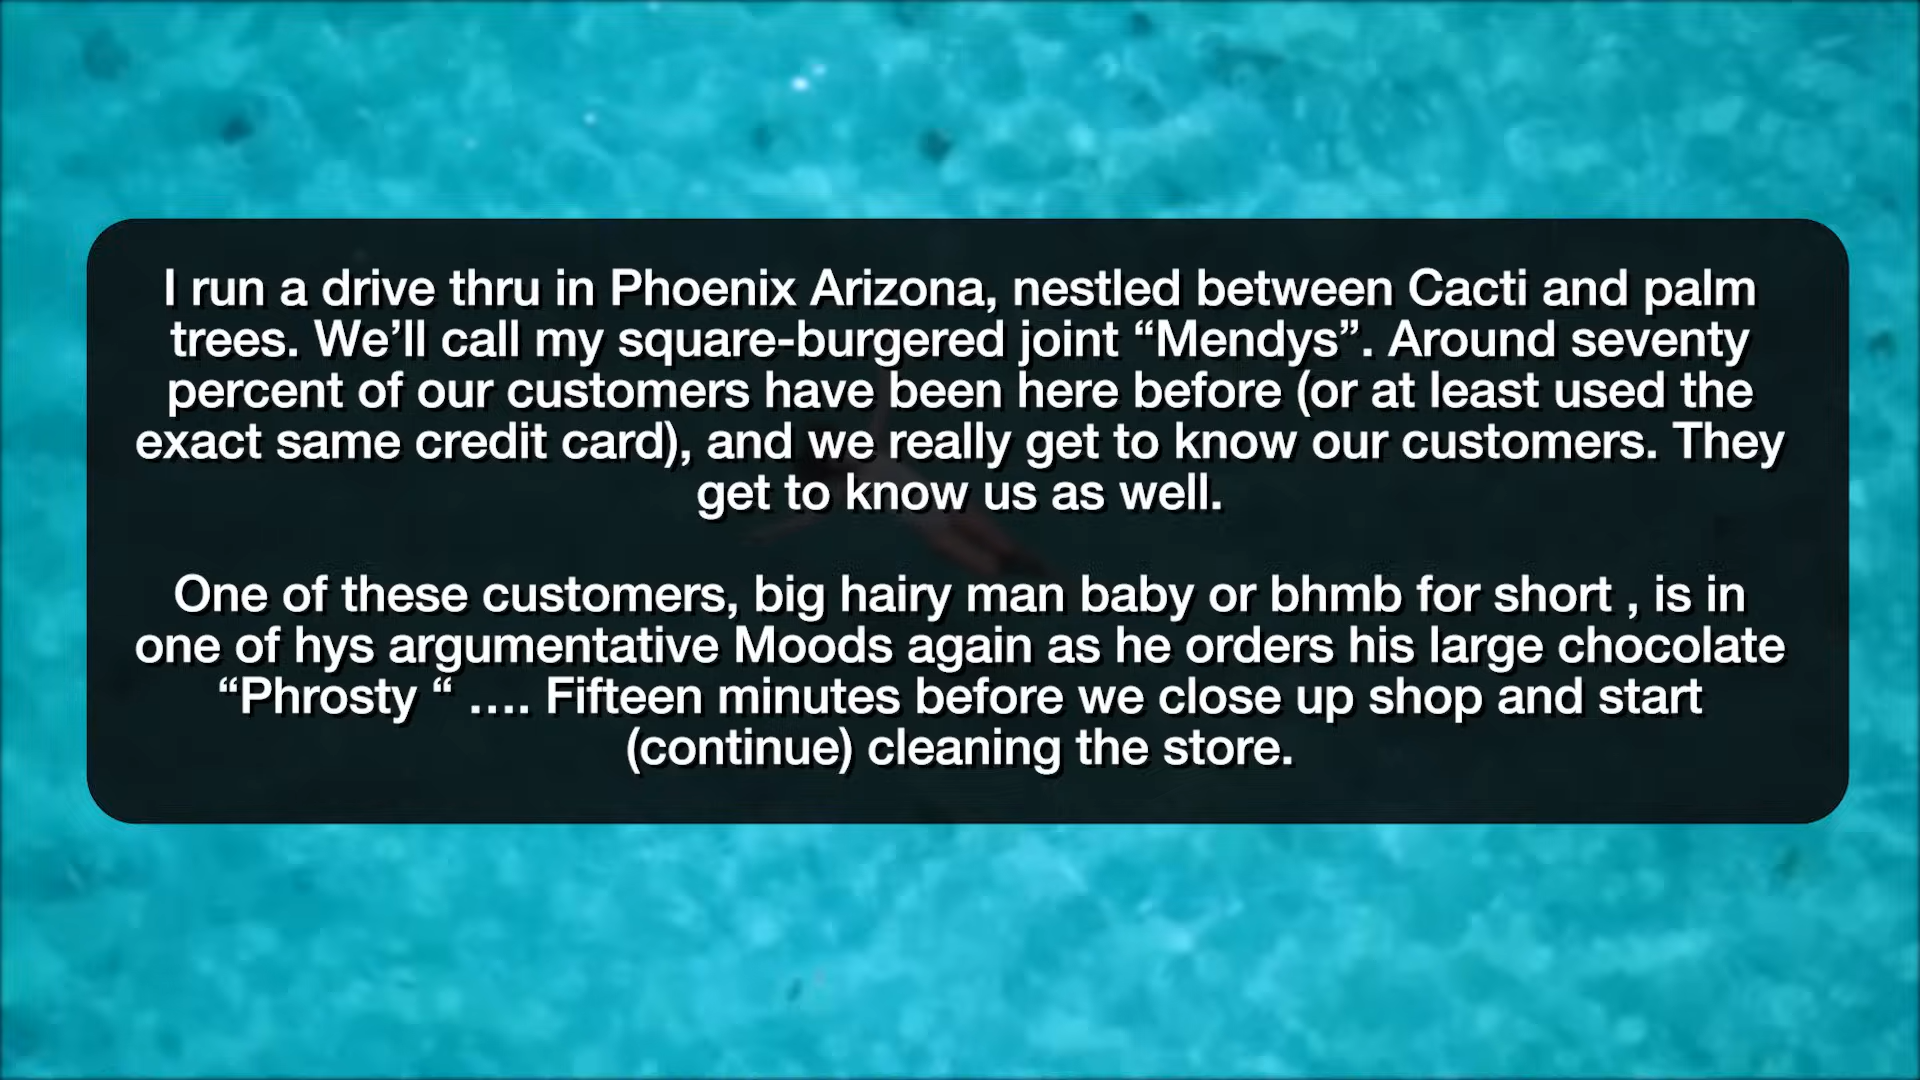 I run a drive thru in Phoenix Arizona, nestled between Cacti and palm
trees. We’ll call my square-burgered joint “Mendys”. Around seventy
percent of our customers have been here before (or at least used the
exact same credit card), and we really get to know our customers. They
get to know us as well.
One of these customers, big hairy man baby or bhmb for short , is in
one of hys argumentative Moods again as he orders his large chocolate
“Phrosty “ .... Fifteen minutes before we close up shop and start
(continue) cleaning the store.